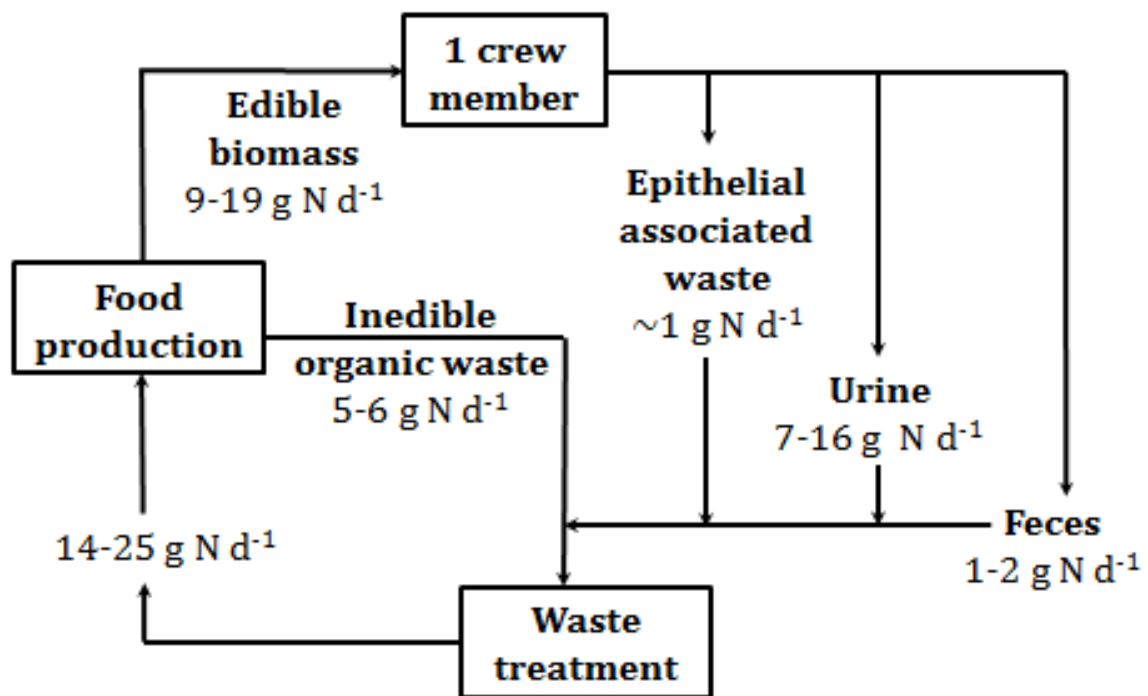 1 crew
member
Edible
biomass
9-19 g N d⁻¹
Epithelial
associated
waste
~1 g N d⁻¹
Food
production
Inedible
organic waste
5-6 g N d⁻¹
Urine
7-16 g  N d⁻¹
Feces
1-2 g N d⁻¹
14-25 g N d⁻¹
Waste
treatment